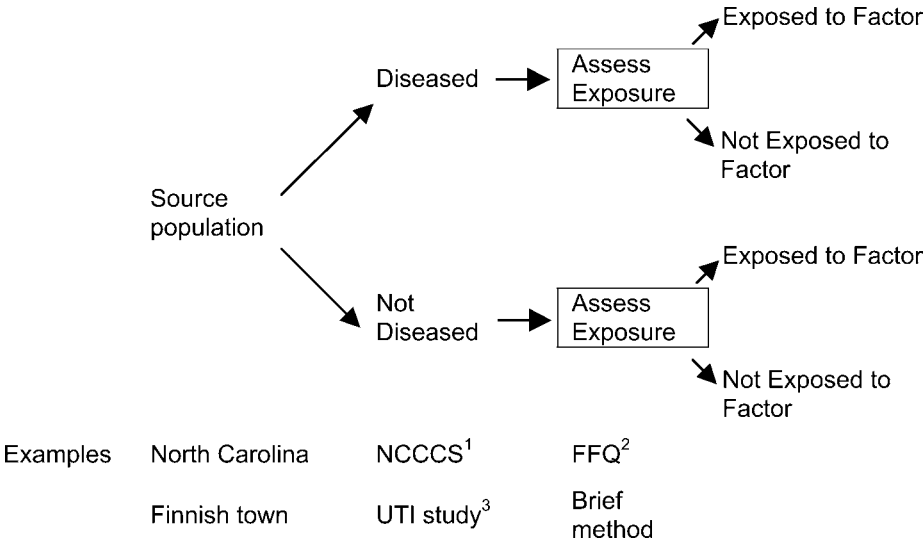 Exposed to Factor
Diseased
Assess
Exposure
Not Exposed to
Factor
Source
population
Exposed to Factor
Not
Diseased
Assess
Exposure
Not Exposed to
Factor
Examples North Carolina NCCCS¹ FFQ²
Finnish town UTI study³ Brief
method